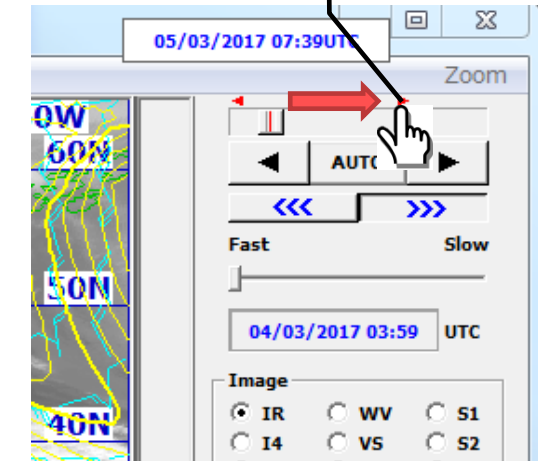 05/03/2017 07:39UTC
Zoom
0W
60N
◀ AUTO ▶
<<< >>>
Fast Slow
50N
04/03/2017 03:59 UTC
Image
IR WV S1
40N
I4 VS S2